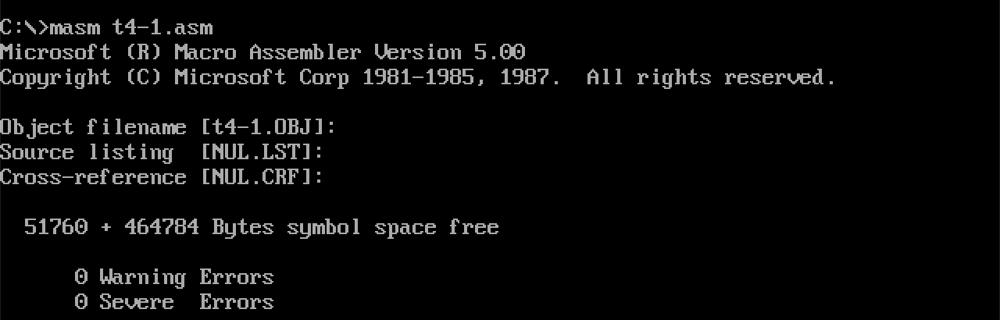 C:\>masm t4-1.asm
Microsoft (R) Macro Assembler Version 5.00
Copyright (C) Microsoft Corp 1981-1985, 1987.  All rights reserved.
Object filename [t4-1.OBJ]:
Source listing  [NUL.LST]:
Cross-reference [NUL.CRF]:
  51760 + 464784 Bytes symbol space free
      0 Warning Errors
      0 Severe  Errors